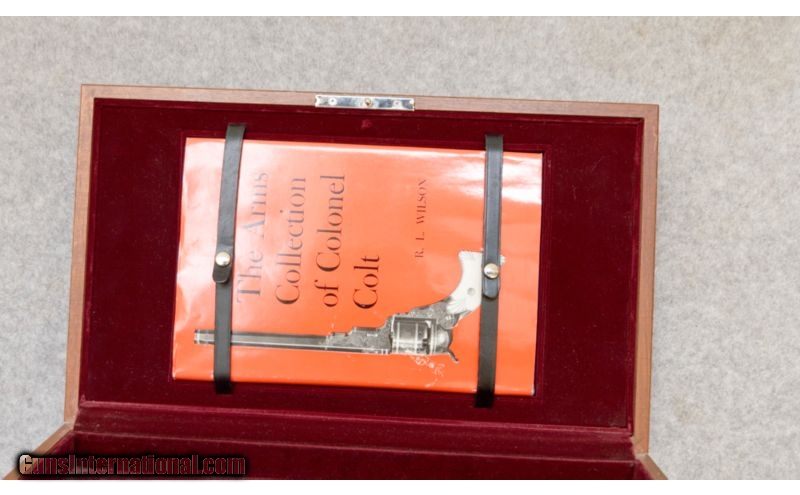 The Arms
Collection
of Colonel
Colt
R. L. WILSON
GunsInternational.com